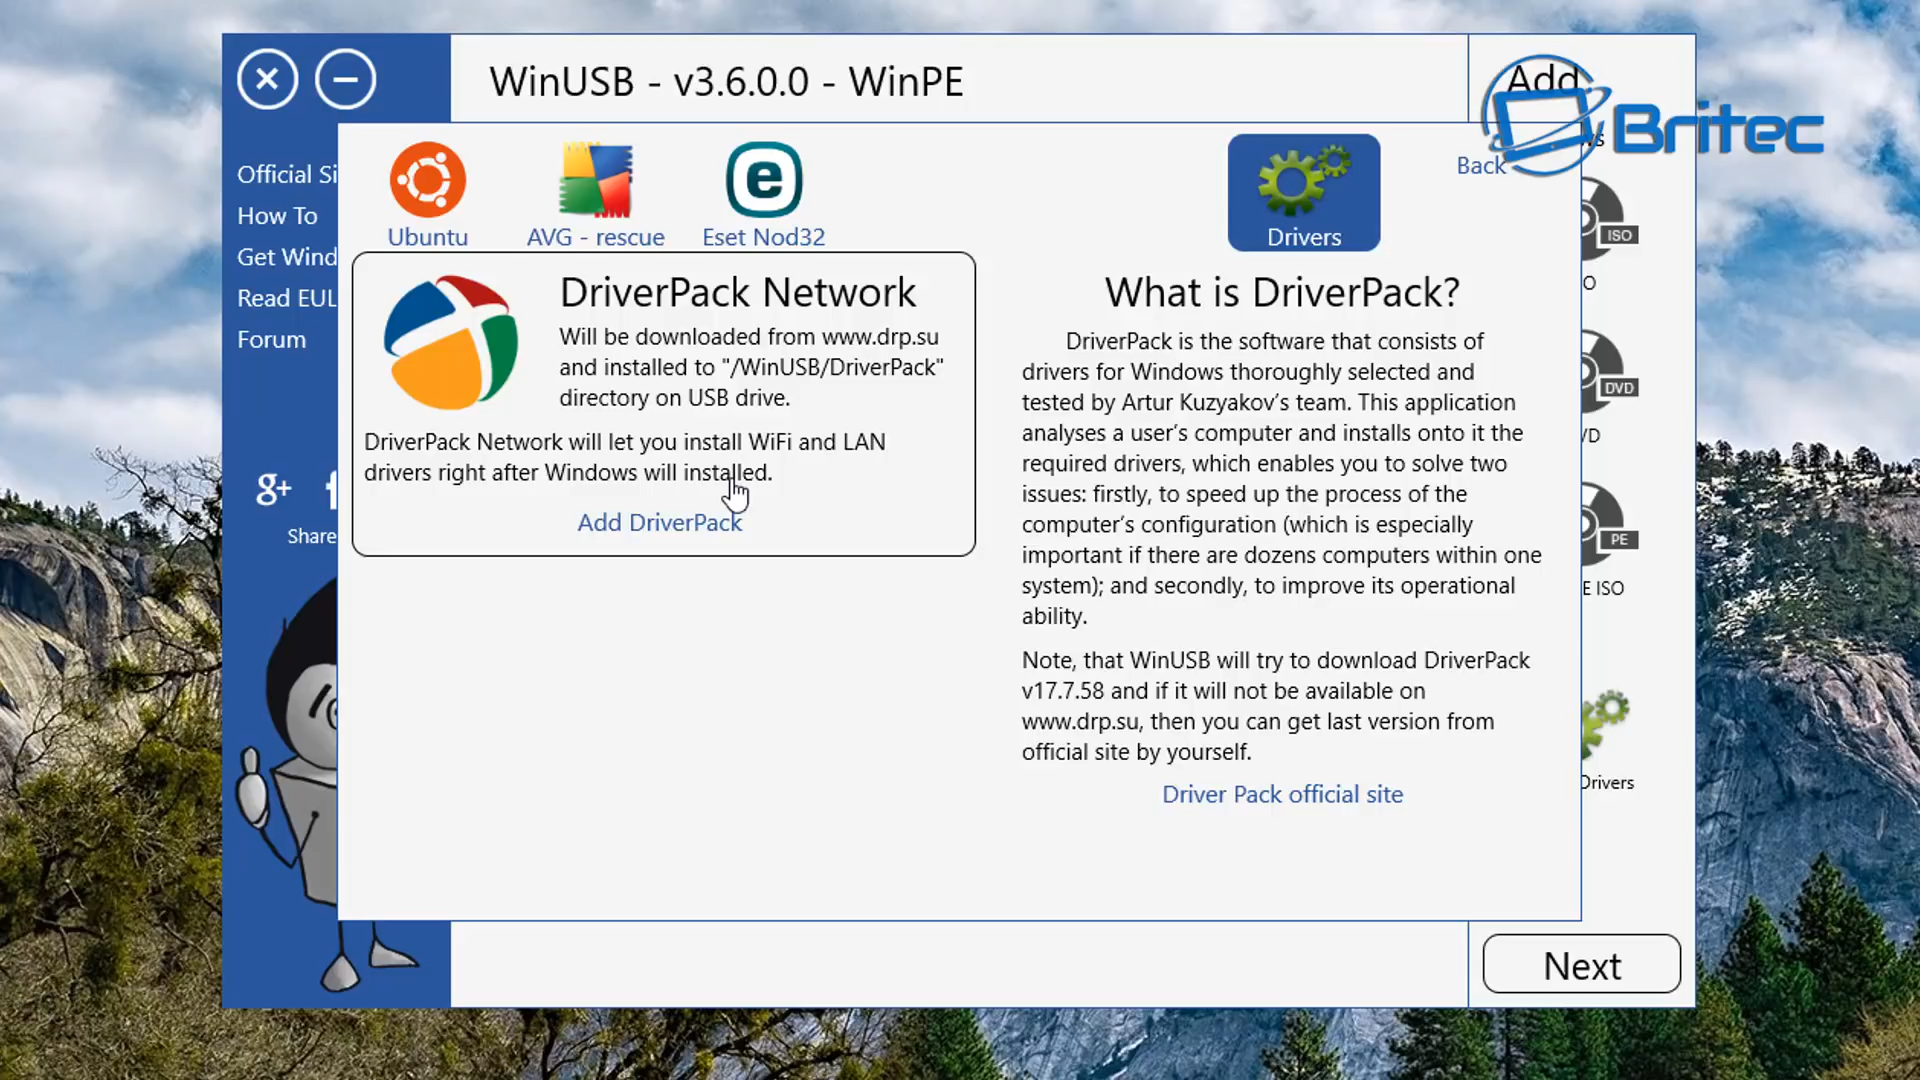 WinUSB - v3.6.0.0 - WinPE
Add
Britec
Official Si
How To
Get Wind
Read EUL
Forum
g+ f
Share
Ubuntu
AVG - rescue
Eset Nod32
Drivers
Back
DriverPack Network
Will be downloaded from www.drp.su
and installed to "/WinUSB/DriverPack"
directory on USB drive.
DriverPack Network will let you install WiFi and LAN
drivers right after Windows will installed.
Add DriverPack
What is DriverPack?
DriverPack is the software that consists of
drivers for Windows thoroughly selected and
tested by Artur Kuzyakov's team. This application
analyses a user's computer and installs onto it the
required drivers, which enables you to solve two
issues: firstly, to speed up the process of the
computer's configuration (which is especially
important if there are dozens computers within one
system); and secondly, to improve its operational
ability.
Note, that WinUSB will try to download DriverPack
v17.7.58 and if it will not be available on
www.drp.su, then you can get last version from
official site by yourself.
Driver Pack official site
ISO
O
DVD
VD
PE
E ISO
Drivers
Next